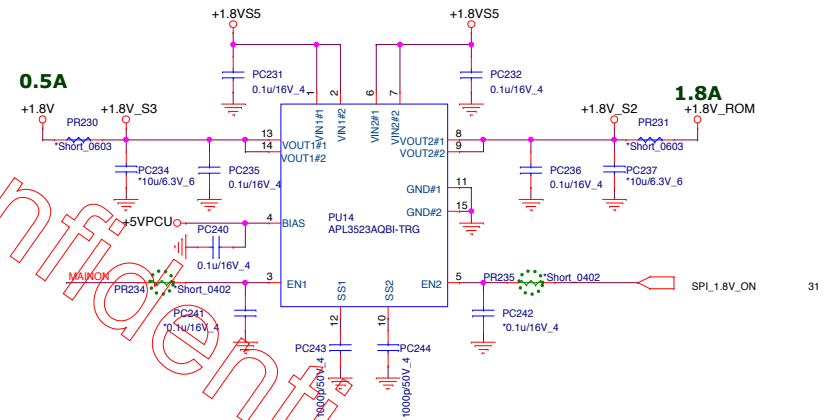 +1.8VS5
+1.8VS5
0.5A
PC231
0.1u/16V_4
PC232
0.1u/16V_4
1.8A
+1.8V
+1.8V_S3
+1.8V_S2
+1.8V_ROM
PR230
*Short_0603
PR231
*Short_0603
1
2
6
7
VIN1#1
VIN1#2
VIN2#1
VIN2#2
13
VOUT1#1
14
VOUT1#2
VOUT2#1
8
VOUT2#2
9
PC234
*10u/6.3V_6
PC235
0.1u/16V_4
PC236
0.1u/16V_4
PC237
*10u/6.3V_6
GND#1
11
GND#2
15
+5VPCU
4
BIAS
PU14
APL3523AQBI-TRG
PC240
0.1u/16V_4
MAINON
PR234
*Short_0402
3
EN1
EN2
5
PR235
*Short_0402
SPI_1.8V_ON
31
SS1
SS2
12
10
PC241
*0.1u/16V_4
PC242
*0.1u/16V_4
PC243
1000p/50V_4
PC244
1000p/50V_4
nfidenti